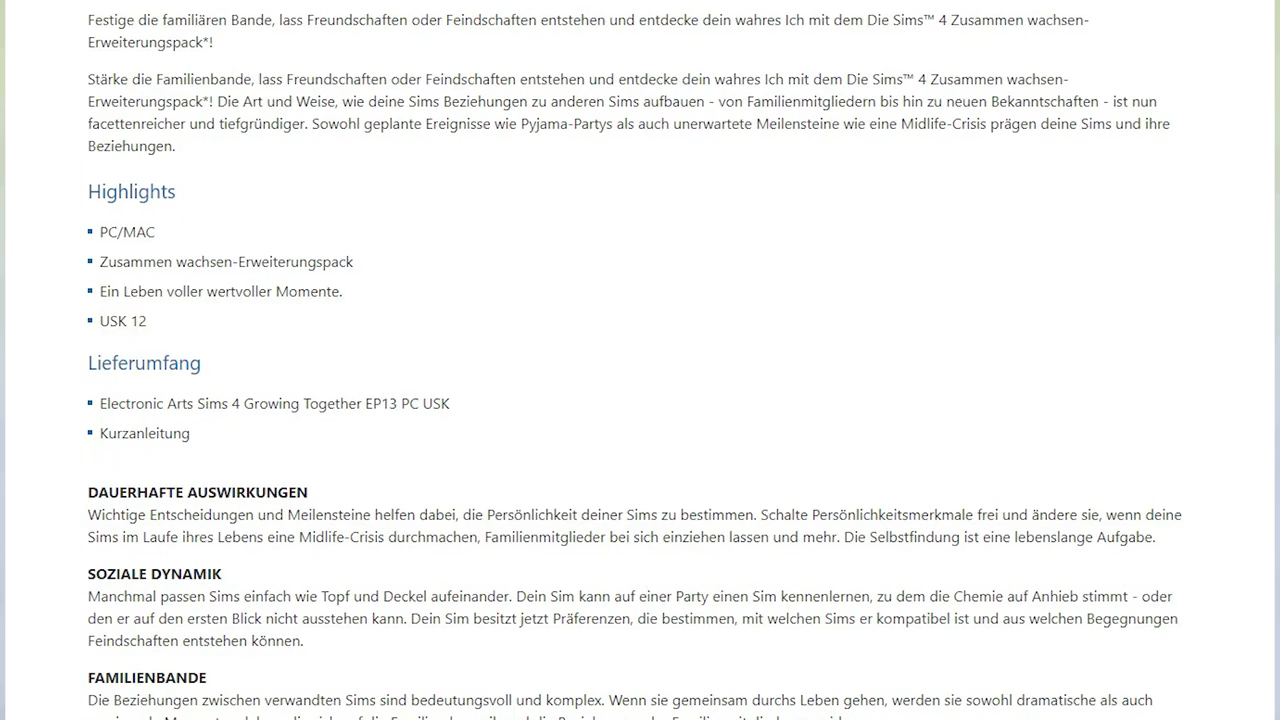 Festige die familiären Bande, lass Freundschaften oder Feindschaften entstehen und entdecke dein wahres Ich mit dem Die Sims™ 4 Zusammen wachsen-
Erweiterungspack*!
Stärke die Familienbande, lass Freundschaften oder Feindschaften entstehen und entdecke dein wahres Ich mit dem Die Sims™ 4 Zusammen wachsen-
Erweiterungspack*! Die Art und Weise, wie deine Sims Beziehungen zu anderen Sims aufbauen - von Familienmitgliedern bis hin zu neuen Bekanntschaften - ist nun
facettenreicher und tiefgründiger. Sowohl geplante Ereignisse wie Pyjama-Partys als auch unerwartete Meilensteine wie eine Midlife-Crisis prägen deine Sims und ihre
Beziehungen.
Highlights
PC/MAC
Zusammen wachsen-Erweiterungspack
Ein Leben voller wertvoller Momente.
USK 12
Lieferumfang
Electronic Arts Sims 4 Growing Together EP13 PC USK
Kurzanleitung
DAUERHAFTE AUSWIRKUNGEN
Wichtige Entscheidungen und Meilensteine helfen dabei, die Persönlichkeit deiner Sims zu bestimmen. Schalte Persönlichkeitsmerkmale frei und ändere sie, wenn deine
Sims im Laufe ihres Lebens eine Midlife-Crisis durchmachen, Familienmitglieder bei sich einziehen lassen und mehr. Die Selbstfindung ist eine lebenslange Aufgabe.
SOZIALE DYNAMIK
Manchmal passen Sims einfach wie Topf und Deckel aufeinander. Dein Sim kann auf einer Party einen Sim kennenlernen, zu dem die Chemie auf Anhieb stimmt - oder
den er auf den ersten Blick nicht ausstehen kann. Dein Sim besitzt jetzt Präferenzen, die bestimmen, mit welchen Sims er kompatibel ist und aus welchen Begegnungen
Feindschaften entstehen können.
FAMILIENBANDE
Die Beziehungen zwischen verwandten Sims sind bedeutungsvoll und komplex. Wenn sie gemeinsam durchs Leben gehen, werden sie sowohl dramatische als auch